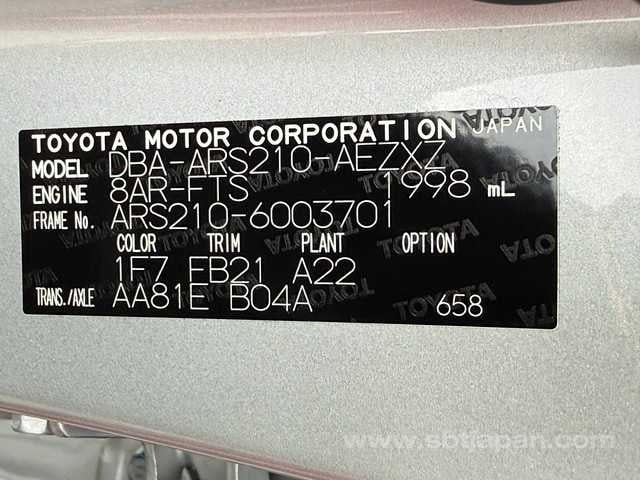 TOYOTA MOTOR CORPORATION JAPAN
MODEL DBA-ARS210-AEZXZ
ENGINE 8AR-FTS 1998 mL
FRAME No. ARS210-6003701
COLOR TRIM PLANT OPTION
1F7 EB21 A22
TRANS./AXLE AA81E B04A 658
www.sbtjapan.com